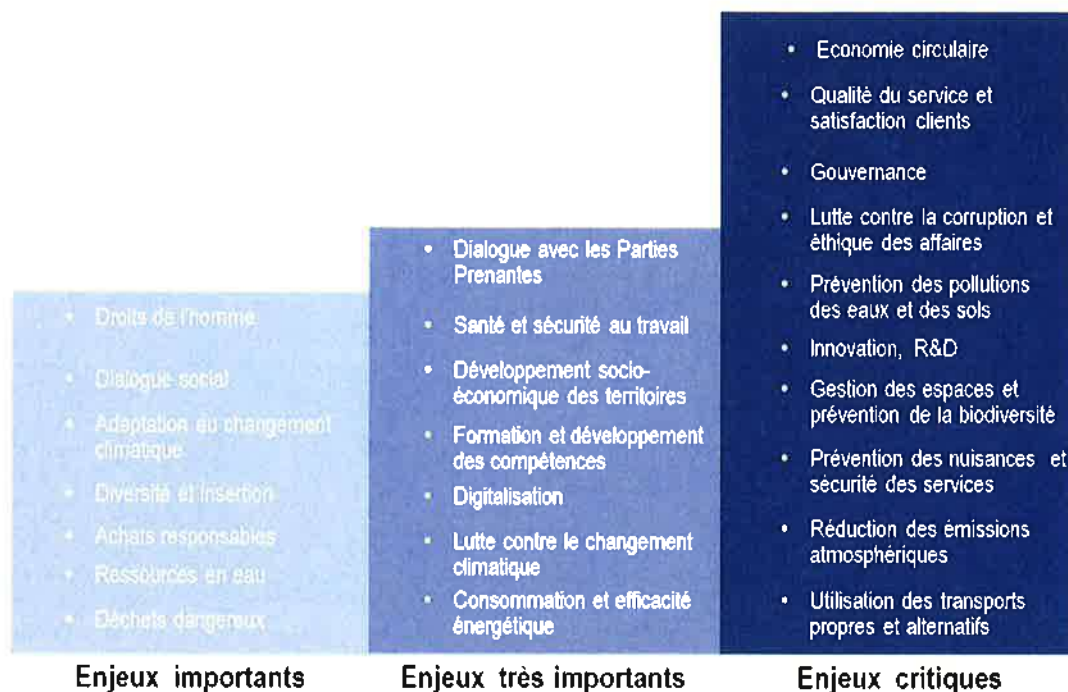 • Droits de l'homme
• Dialogue social
• Adaptation au changement
climatique
• Diversité et insertion
• Achats responsables
• Ressources en eau
• Déchets dangereux
Enjeux importants
• Dialogue avec les Parties
Prenantes
• Santé et sécurité au travail
• Développement socio-
économique des territoires
• Formation et développement
des compétences
• Digitalisation
• Lutte contre le changement
climatique
• Consommation et efficacité
énergétique
Enjeux très importants
• Economie circulaire
• Qualité du service et
satisfaction clients
• Gouvernance
• Lutte contre la corruption et
éthique des affaires
• Prévention des pollutions
des eaux et des sols
• Innovation, R&D
• Gestion des espaces et
prévention de la biodiversité
• Prévention des nuisances et
sécurité des services
• Réduction des émissions
atmosphériques
• Utilisation des transports
propres et alternatifs
Enjeux critiques